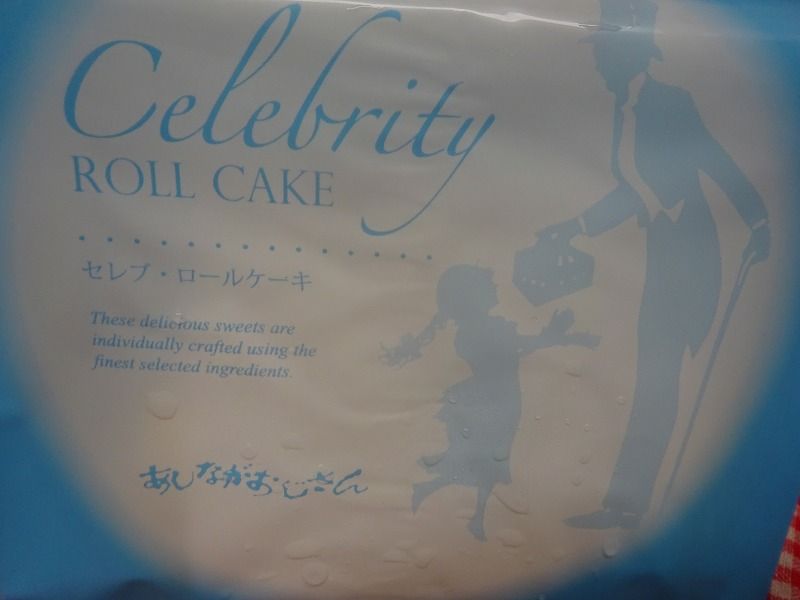 Celebrity
ROLL CAKE
セレブ・ロールケーキ
These delicious sweets are
individually crafted using the
finest selected ingredients.
あしながおじさん